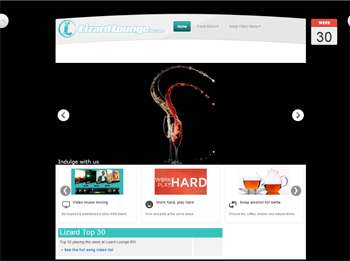 Lizard Lounge
Home
Food Menu
Song Video Menu
WEEK
30
Indulge with us
WORK
PLAY HARD
Video music mixing
Work hard, play hard
Swap alcohol for bettle
Be inspired & entertained in style of the future.
Work and party at the same venue.
Choose tea, coffee, shakes and natural drinks.
Lizard Top 30
Top 30 playing this week at Lizard Lounge BVI
See the full song video list